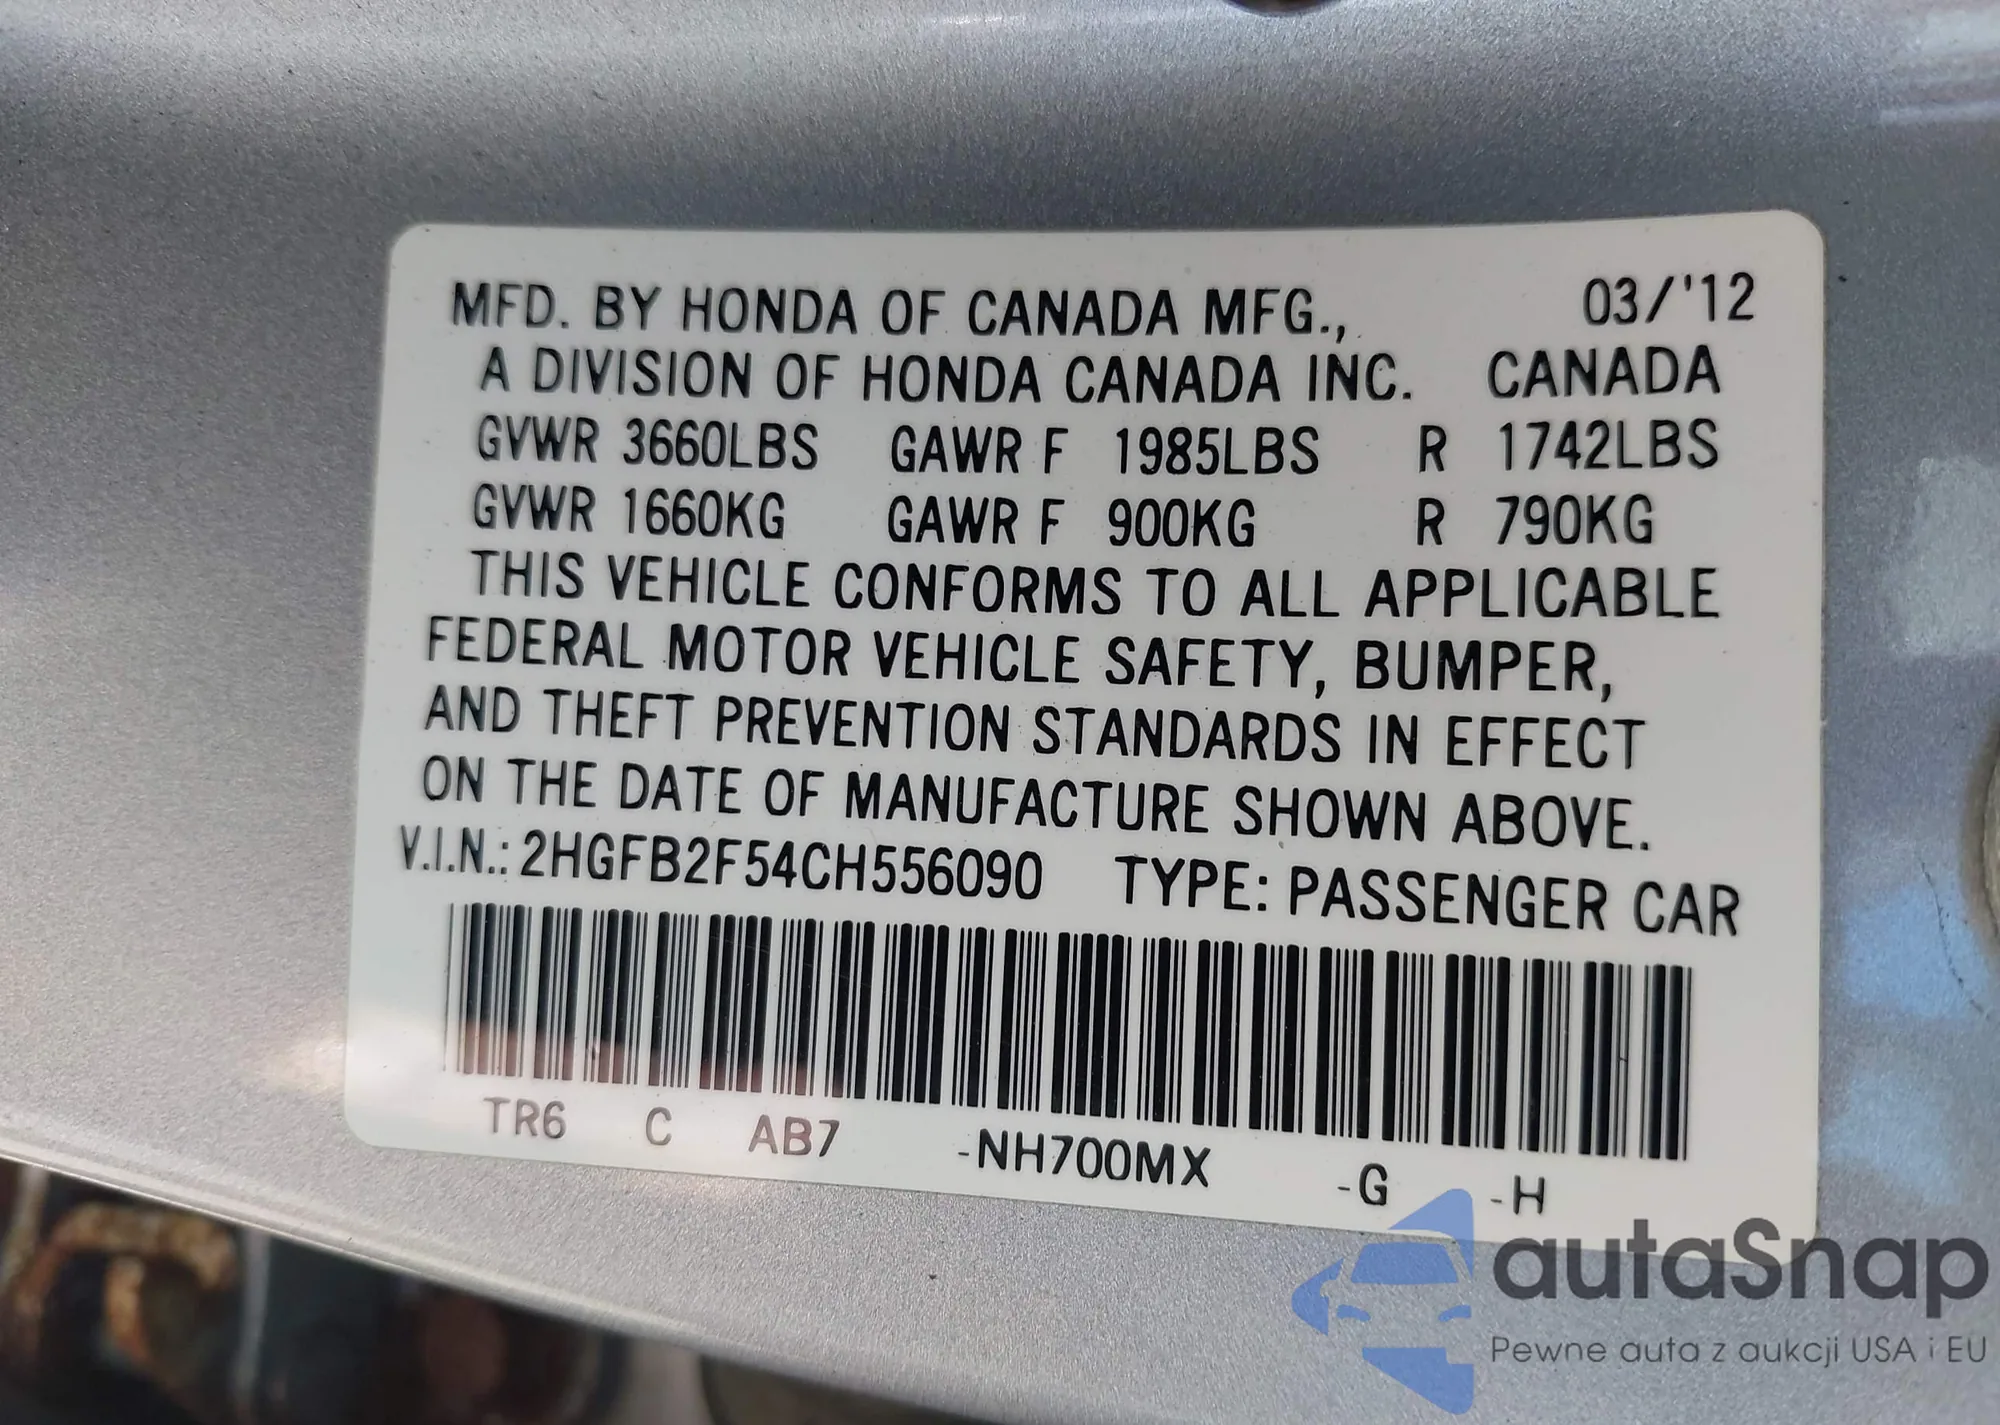 MFD. BY HONDA OF CANADA MFG., 03/'12
A DIVISION OF HONDA CANADA INC. CANADA
GVWR 3660LBS GAWR F 1985LBS R 1742LBS
GVWR 1660KG GAWR F 900KG R 790KG
THIS VEHICLE CONFORMS TO ALL APPLICABLE
FEDERAL MOTOR VEHICLE SAFETY, BUMPER,
AND THEFT PREVENTION STANDARDS IN EFFECT
ON THE DATE OF MANUFACTURE SHOWN ABOVE.
V.I.N.: 2HGFB2F54CH556090 TYPE: PASSENGER CAR
TR6 C AB7 -NH700MX -G -H
autaSnap
Pewne auta z aukcji USA i EU